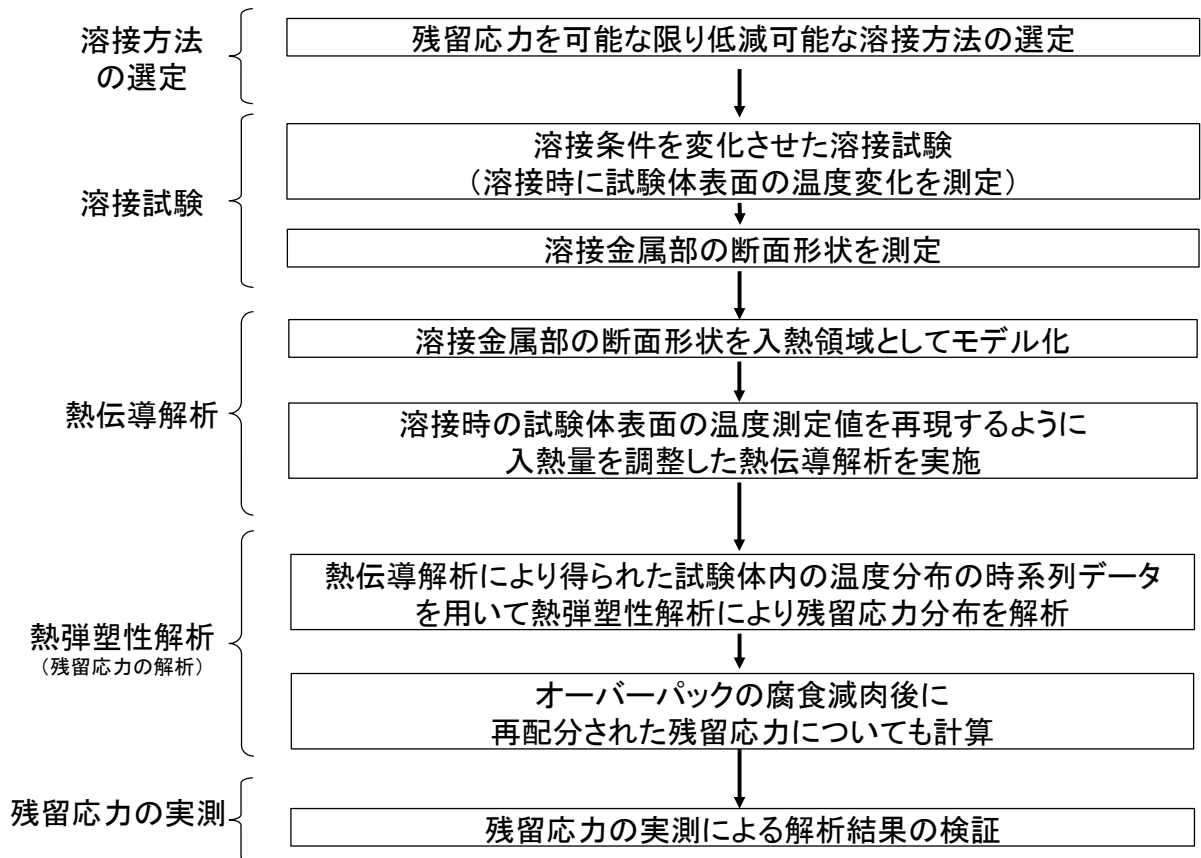 溶接方法
の選定
残留応力を可能な限り低減可能な溶接方法の選定
溶接試験
溶接条件を変化させた溶接試験
（溶接時に試験体表面の温度変化を測定）
溶接金属部の断面形状を測定
熱伝導解析
溶接金属部の断面形状を入熱領域としてモデル化
溶接時の試験体表面の温度測定値を再現するように
入熱量を調整した熱伝導解析を実施
熱弾塑性解析
（残留応力の解析）
熱伝導解析により得られた試験体内の温度分布の時系列データ
を用いて熱弾塑性解析により残留応力分布を解析
オーバーパックの腐食減肉後に
再配分された残留応力についても計算
残留応力の実測
残留応力の実測による解析結果の検証